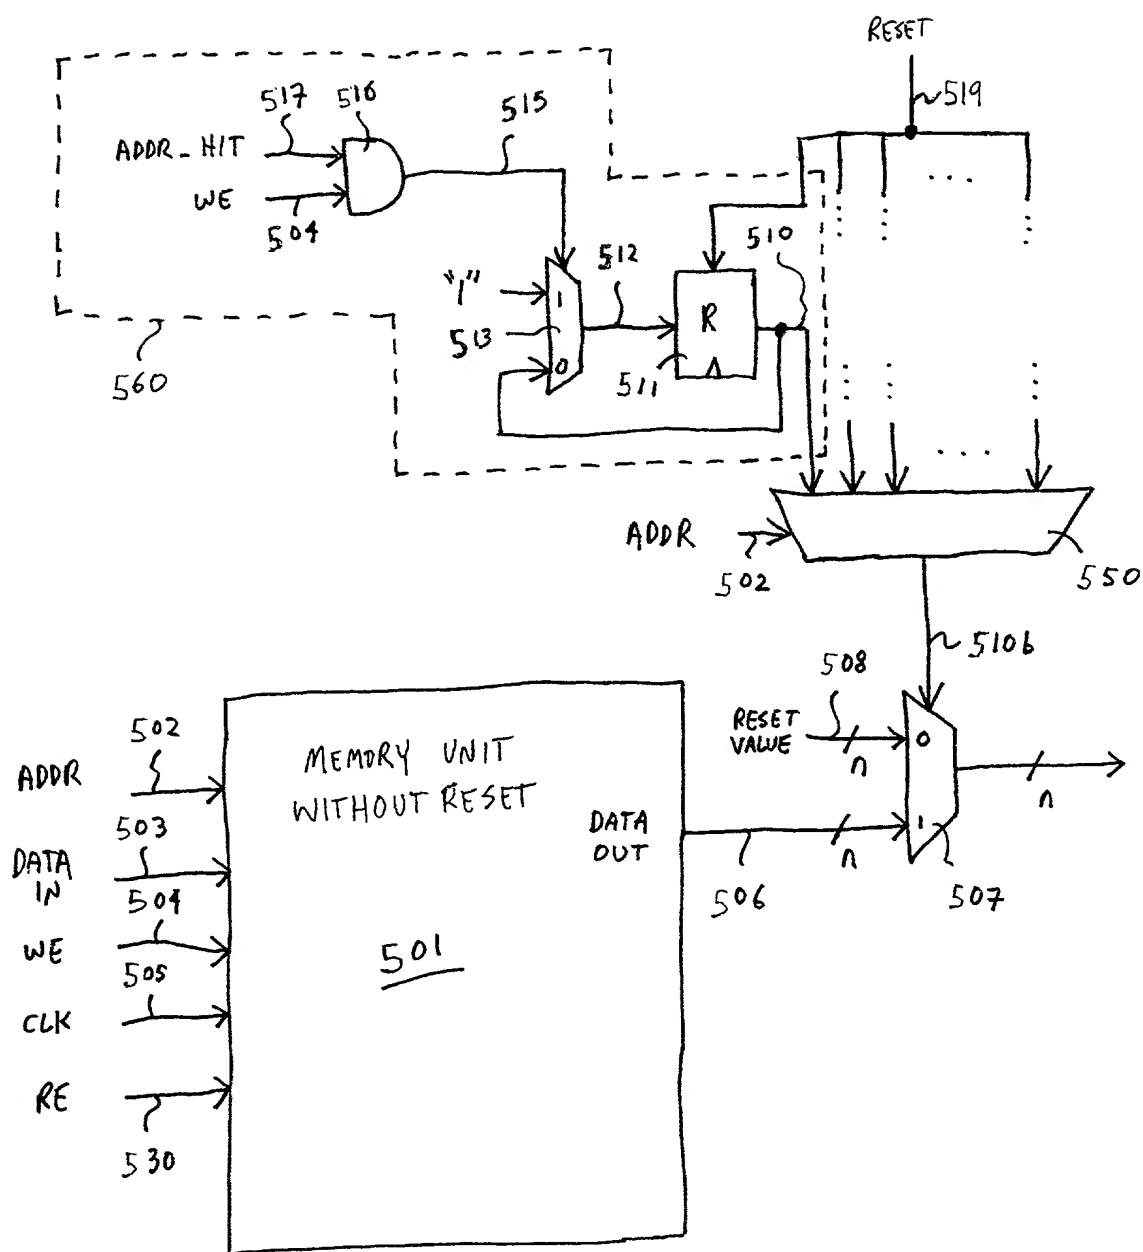 RESET
519
517
516
515
ADDR_HIT
WE
504
510
512
"1"
1
R
513
0
511
560
ADDR
502
550
510b
508
RESET
VALUE
0
n
n
502
ADDR
MEMORY UNIT
WITHOUT RESET
503
DATA
IN
DATA
OUT
1
n
504
506
507
WE
501
505
CLK
RE
530